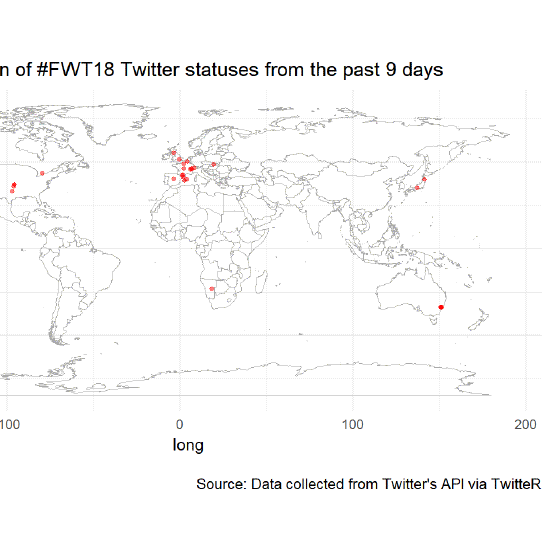 n of #FWT18 Twitter statuses from the past 9 days
100 0 100 200
long
Source: Data collected from Twitter's API via TwitteR